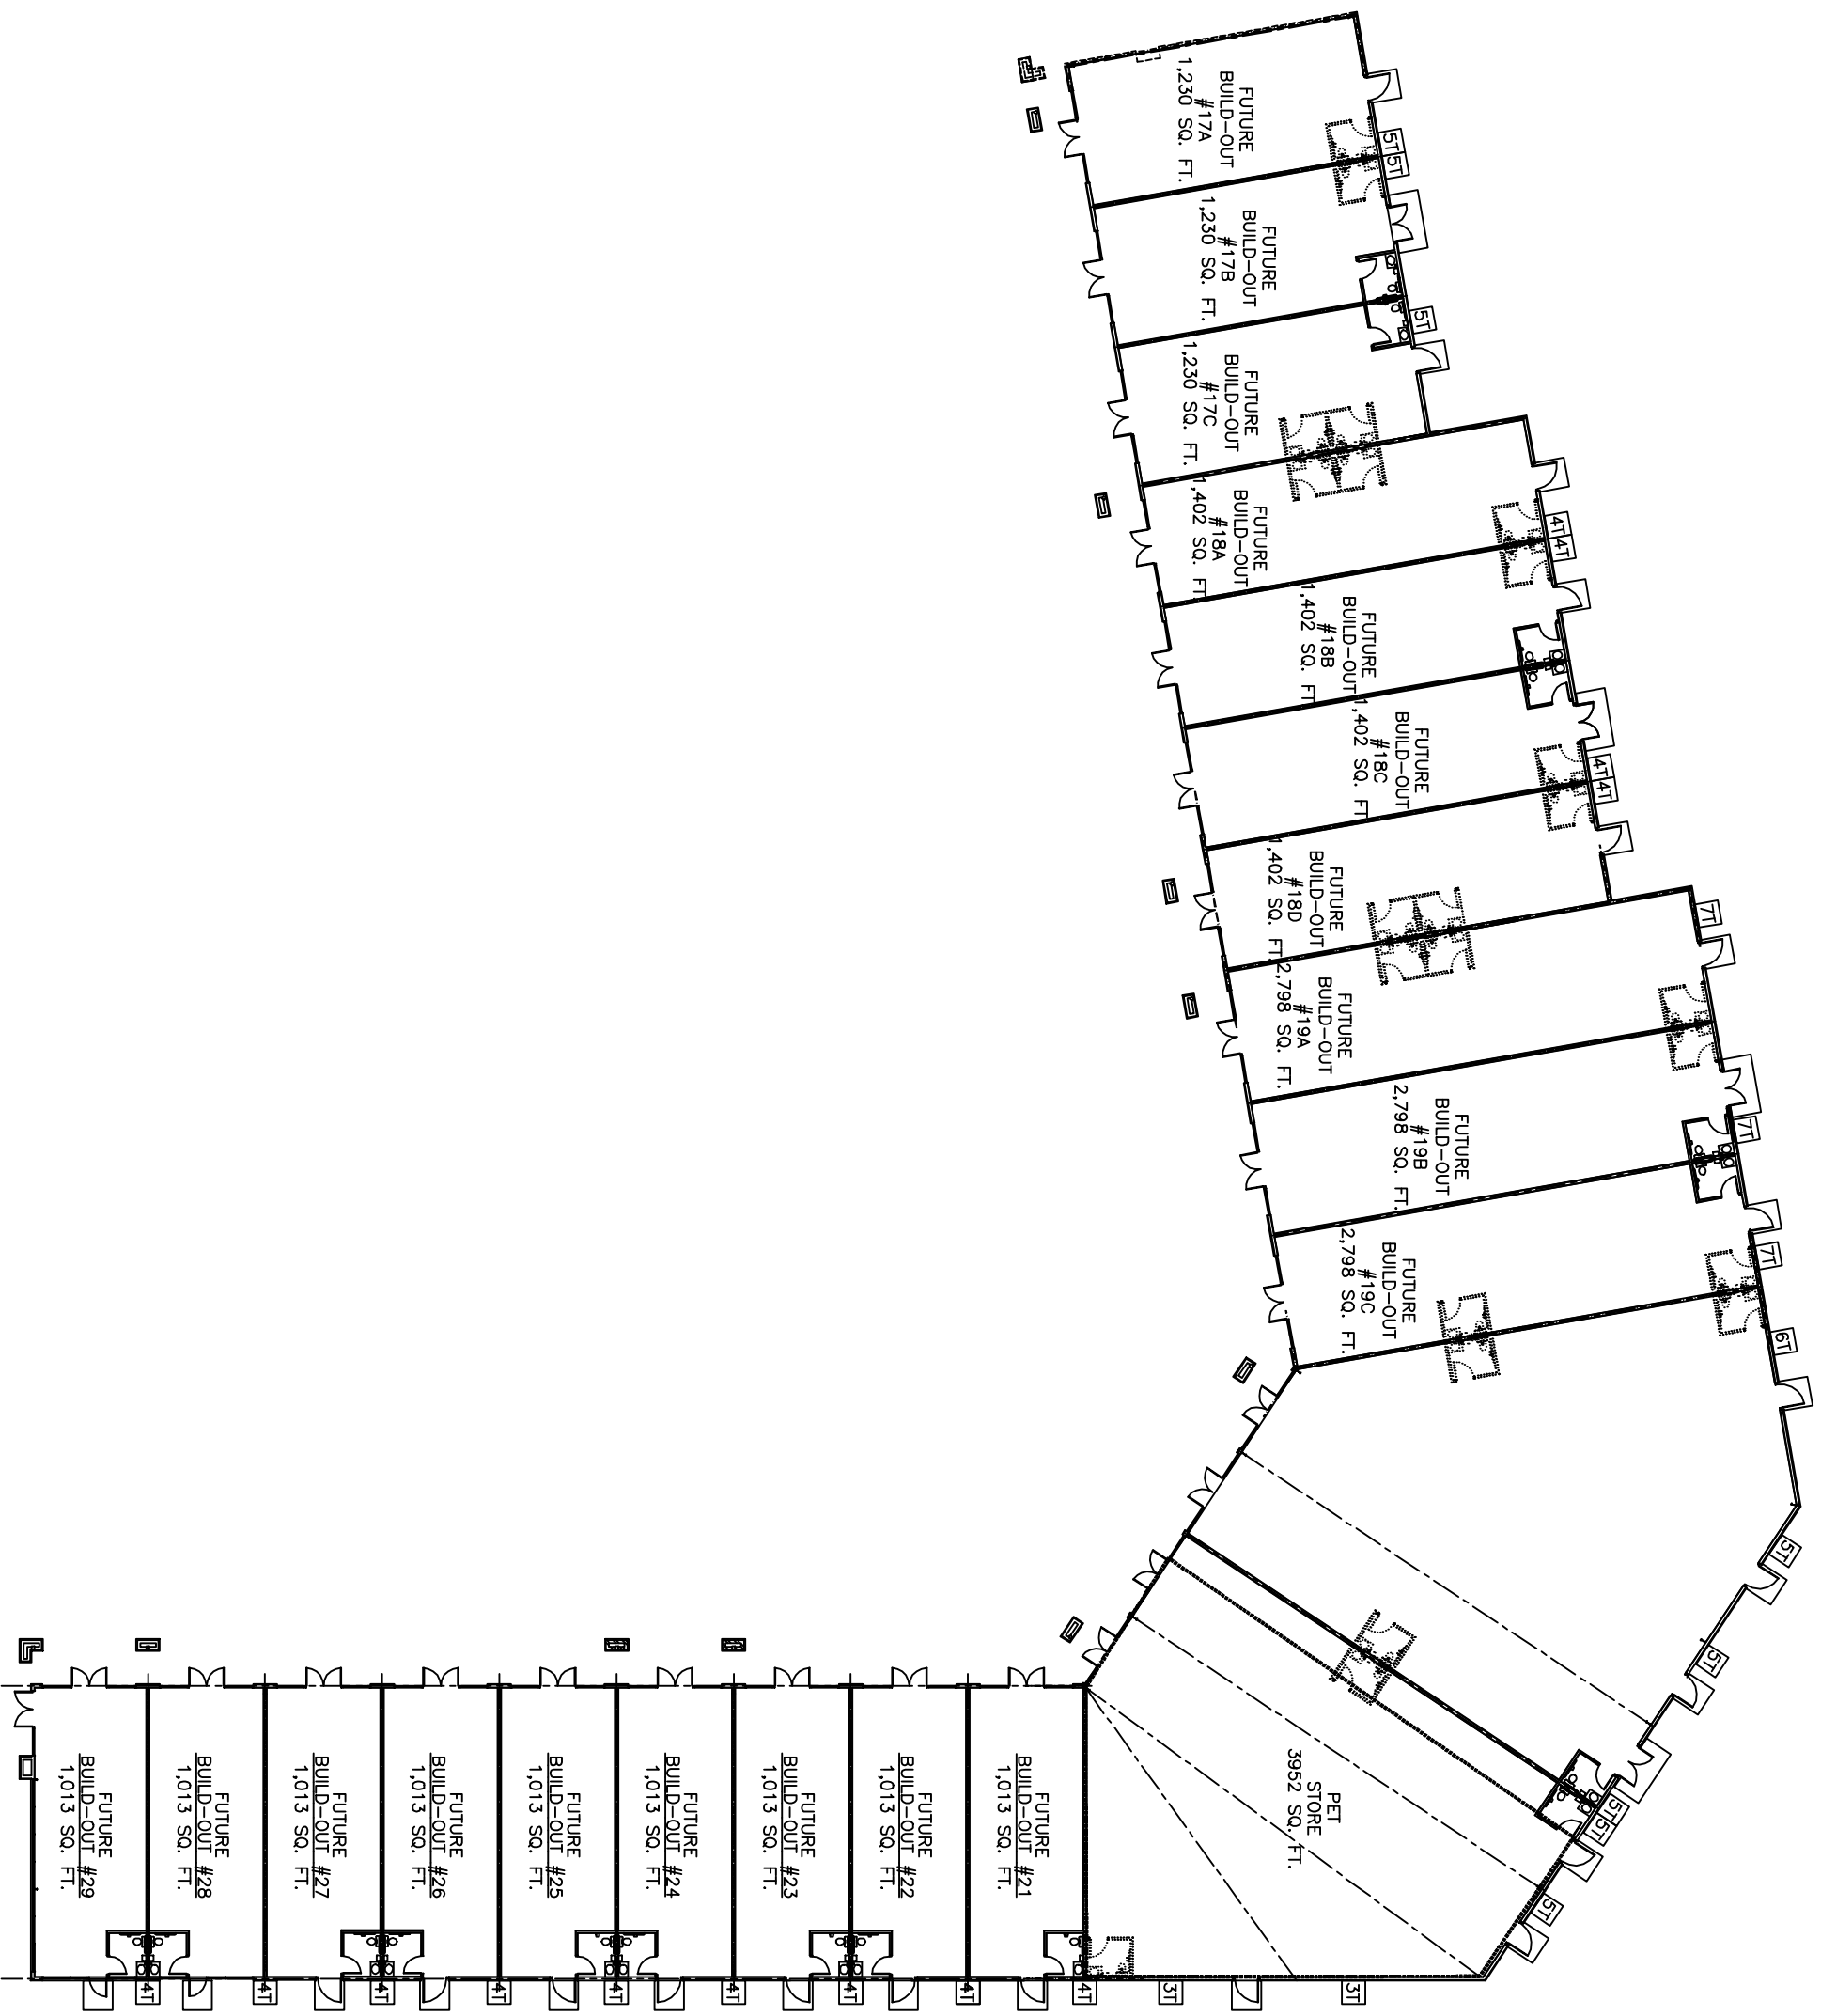 FUTURE
BUILD-OUT
#17A
1,230 SQ. FT.
5T
5T
FUTURE
BUILD-OUT
#17B
1,230 SQ. FT.
5T
FUTURE
BUILD-OUT
#17C
1,230 SQ. FT.
FUTURE
BUILD-OUT
#18A
1,402 SQ. FT.
4T
4T
FUTURE
BUILD-OUT
#18B
1,402 SQ. FT.
FUTURE
BUILD-OUT
#18C
1,402 SQ. FT.
4T
4T
FUTURE
BUILD-OUT
#18D
1,402 SQ. FT.
7T
FUTURE
BUILD-OUT
#19A
2,798 SQ. FT.
FUTURE
BUILD-OUT
#19B
2,798 SQ. FT.
7T
FUTURE
BUILD-OUT
#19C
2,798 SQ. FT.
7T
6T
5T
5T
5T
5T
5T
PET
STORE
3952 SQ. FT.
3T
3T
4T
FUTURE
BUILD-OUT #21
1,013 SQ. FT.
4T
FUTURE
BUILD-OUT #22
1,013 SQ. FT.
4T
FUTURE
BUILD-OUT #23
1,013 SQ. FT.
4T
FUTURE
BUILD-OUT #24
1,013 SQ. FT.
4T
FUTURE
BUILD-OUT #25
1,013 SQ. FT.
4T
FUTURE
BUILD-OUT #26
1,013 SQ. FT.
4T
FUTURE
BUILD-OUT #27
1,013 SQ. FT.
4T
FUTURE
BUILD-OUT #28
1,013 SQ. FT.
4T
FUTURE
BUILD-OUT #29
1,013 SQ. FT.